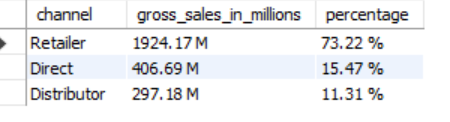 channel gross_sales_in_millions percentage
Retailer 1924.17 M 73.22 %
Direct 406.69 M 15.47 %
Distributor 297.18 M 11.31 %